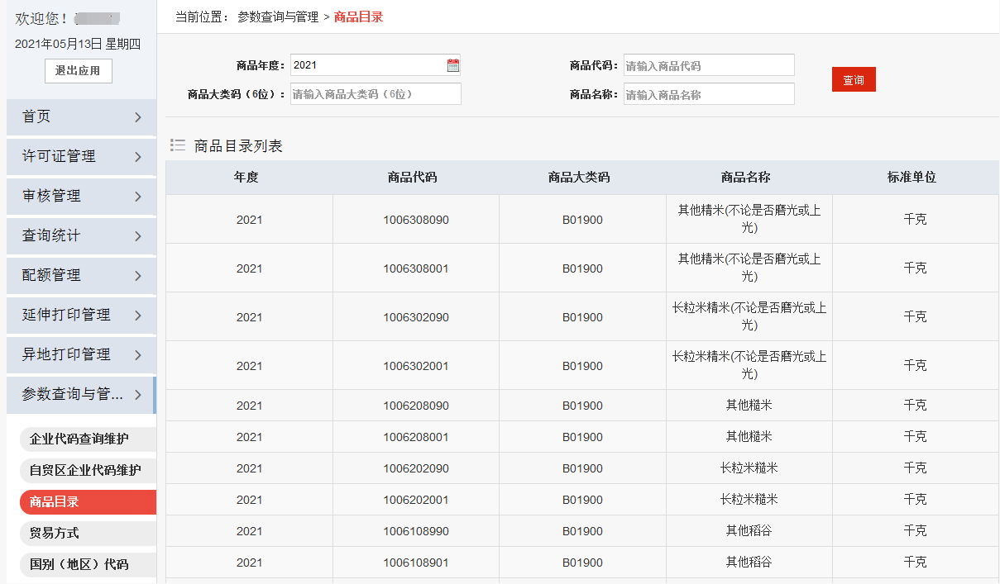 欢迎您！
2021年05月13日 星期四
退出应用
首页
许可证管理
审核管理
查询统计
配额管理
延伸打印管理
异地打印管理
参数查询与管...
企业代码查询维护
自贸区企业代码维护
商品目录
贸易方式
国别（地区）代码
当前位置： 参数查询与管理 > 商品目录
商品年度： 2021 商品代码： 请输入商品代码
查询
商品大类码（6位）： 请输入商品大类码（6位） 商品名称： 请输入商品名称
商品目录列表
年度 商品代码 商品大类码 商品名称 标准单位
2021 1006308090 B01900 其他精米(不论是否磨光或上光) 千克
2021 1006308001 B01900 其他精米(不论是否磨光或上光) 千克
2021 1006302090 B01900 长粒米精米(不论是否磨光或上光) 千克
2021 1006302001 B01900 长粒米精米(不论是否磨光或上光) 千克
2021 1006208090 B01900 其他糙米 千克
2021 1006208001 B01900 其他糙米 千克
2021 1006202090 B01900 长粒米糙米 千克
2021 1006202001 B01900 长粒米糙米 千克
2021 1006108990 B01900 其他稻谷 千克
2021 1006108901 B01900 其他稻谷 千克